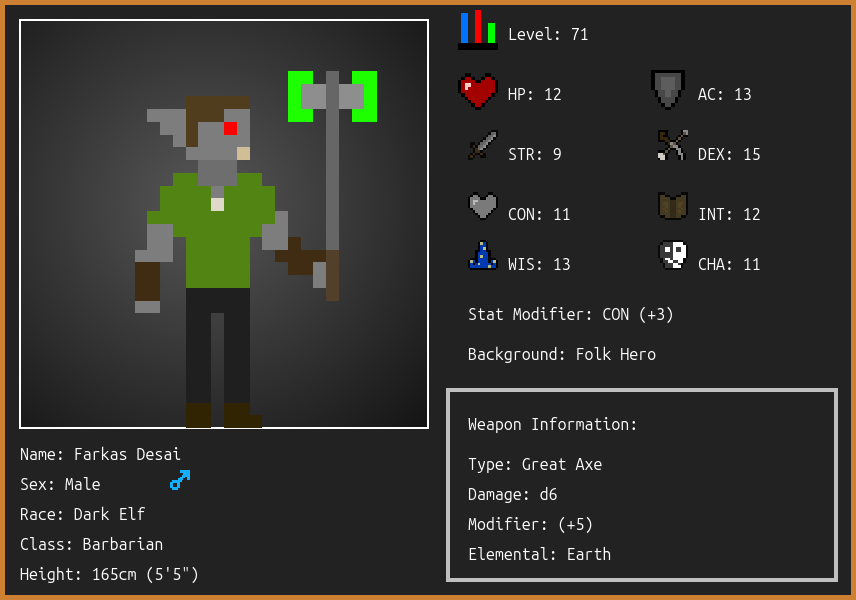 Level: 71
HP: 12
AC: 13
STR: 9
DEX: 15
CON: 11
INT: 12
WIS: 13
CHA: 11
Stat Modifier: CON (+3)
Background: Folk Hero
Weapon Information:
Type: Great Axe
Damage: d6
Modifier: (+5)
Elemental: Earth
Name: Farkas Desai
Sex: Male
Race: Dark Elf
Class: Barbarian
Height: 165cm (5'5")